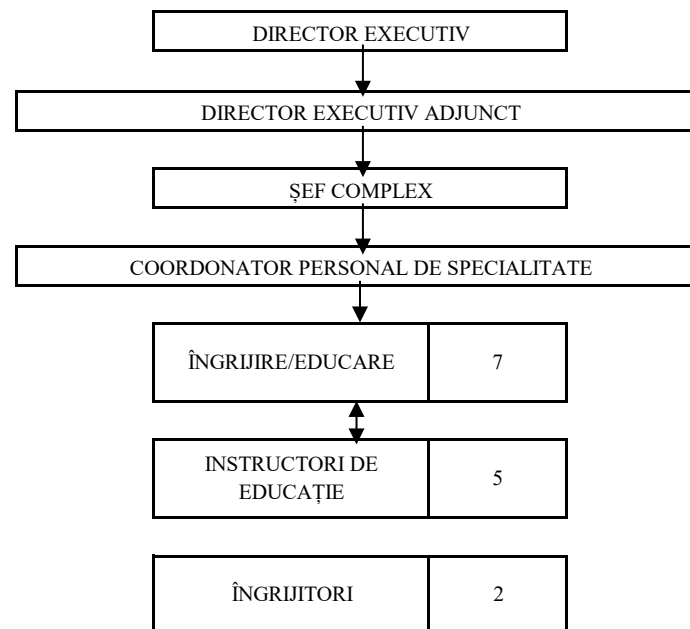 DIRECTOR EXECUTIV
DIRECTOR EXECUTIV ADJUNCT
ȘEF COMPLEX
COORDONATOR PERSONAL DE SPECIALITATE
ÎNGRIJIRE/EDUCARE 7
INSTRUCTORI DE
EDUCAȚIE 5
ÎNGRIJITORI 2